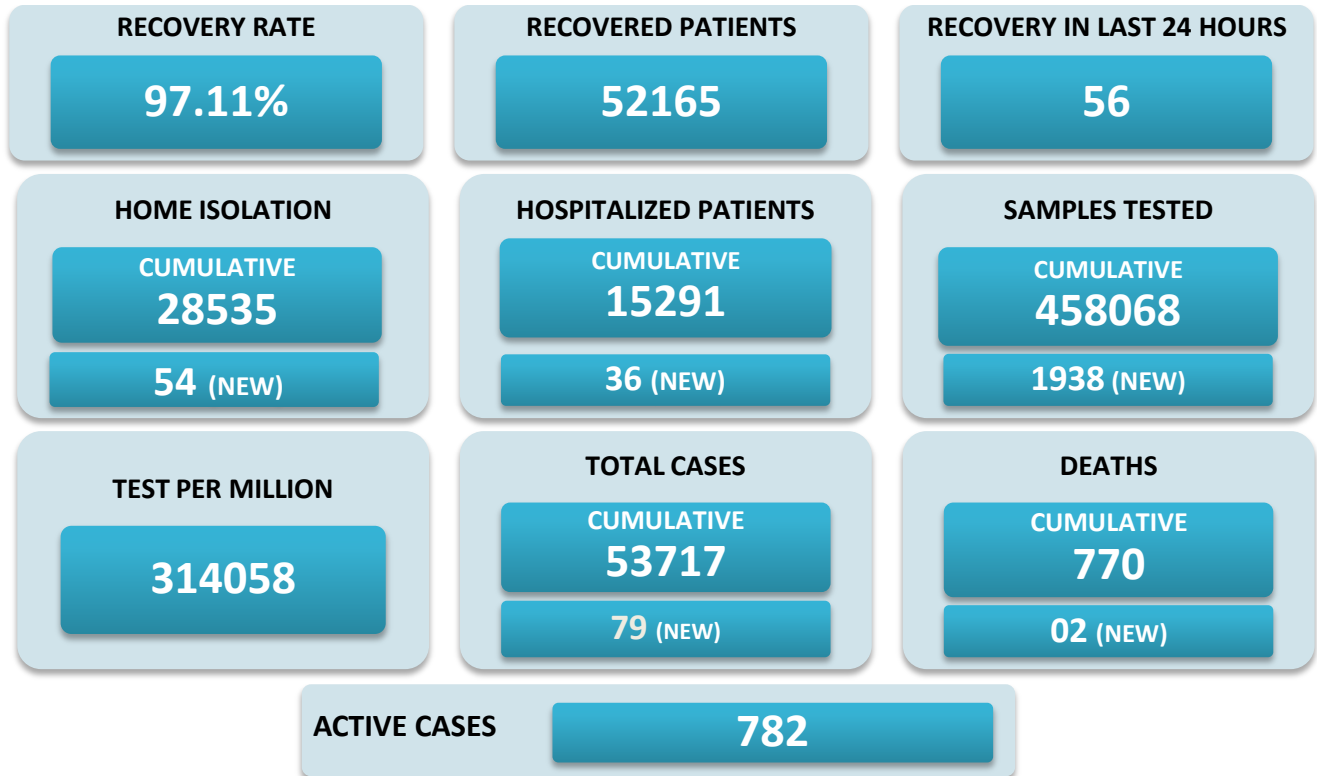 RECOVERY RATE
97.11%
RECOVERED PATIENTS
52165
RECOVERY IN LAST 24 HOURS
56
HOME ISOLATION
CUMULATIVE
28535
54 (NEW)
HOSPITALIZED PATIENTS
CUMULATIVE
15291
36 (NEW)
SAMPLES TESTED
CUMULATIVE
458068
1938 (NEW)
TEST PER MILLION
314058
TOTAL CASES
CUMULATIVE
53717
79 (NEW)
DEATHS
CUMULATIVE
770
02 (NEW)
ACTIVE CASES
782